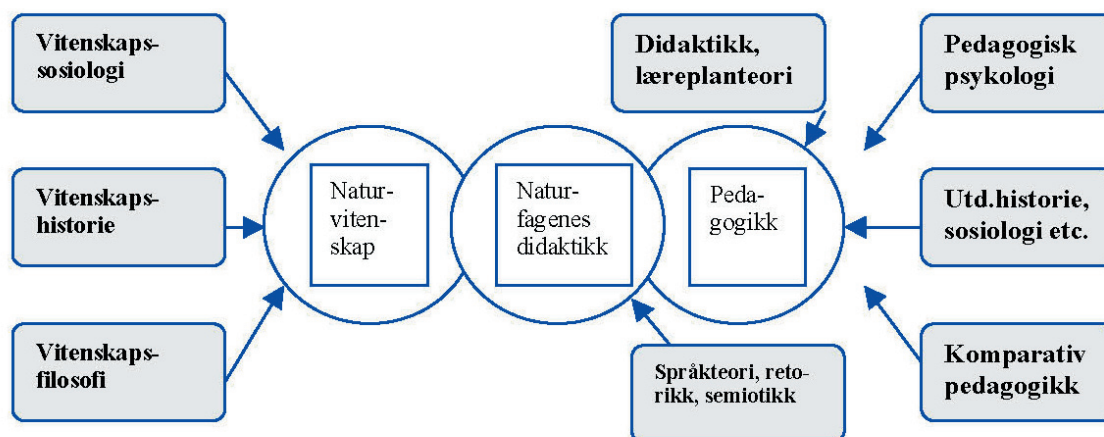 Vitenskaps-
sosiologi
Didaktikk,
læreplanteori
Pedagogisk
psykologi
Vitenskaps-
historie
Natur-
viten-
skap
Natur-
fagenes
didaktikk
Peda-
gogikk
Utd.historie,
sosiologi etc.
Vitenskaps-
filosofi
Språkteori, reto-
rikk, semiotikk
Komparativ
pedagogikk